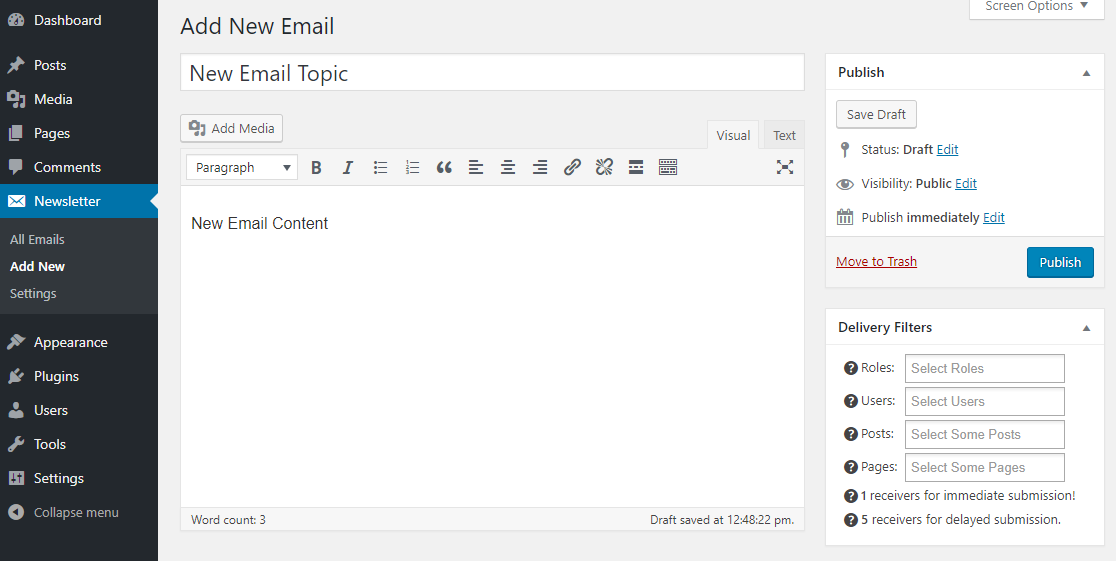 Dashboard
Posts
Media
Pages
Comments
Newsletter
All Emails
Add New
Settings
Appearance
Plugins
Users
Tools
Settings
Collapse menu
Screen Options
Add New Email
New Email Topic
Add Media
Visual
Text
Paragraph
B
I
New Email Content
Word count: 3
Draft saved at 12:48:22 pm.
Publish
Save Draft
Status: Draft Edit
Visibility: Public Edit
Publish immediately Edit
Move to Trash
Publish
Delivery Filters
? Roles: Select Roles
? Users: Select Users
? Posts: Select Some Posts
? Pages: Select Some Pages
? 1 receivers for immediate submission!
? 5 receivers for delayed submission.